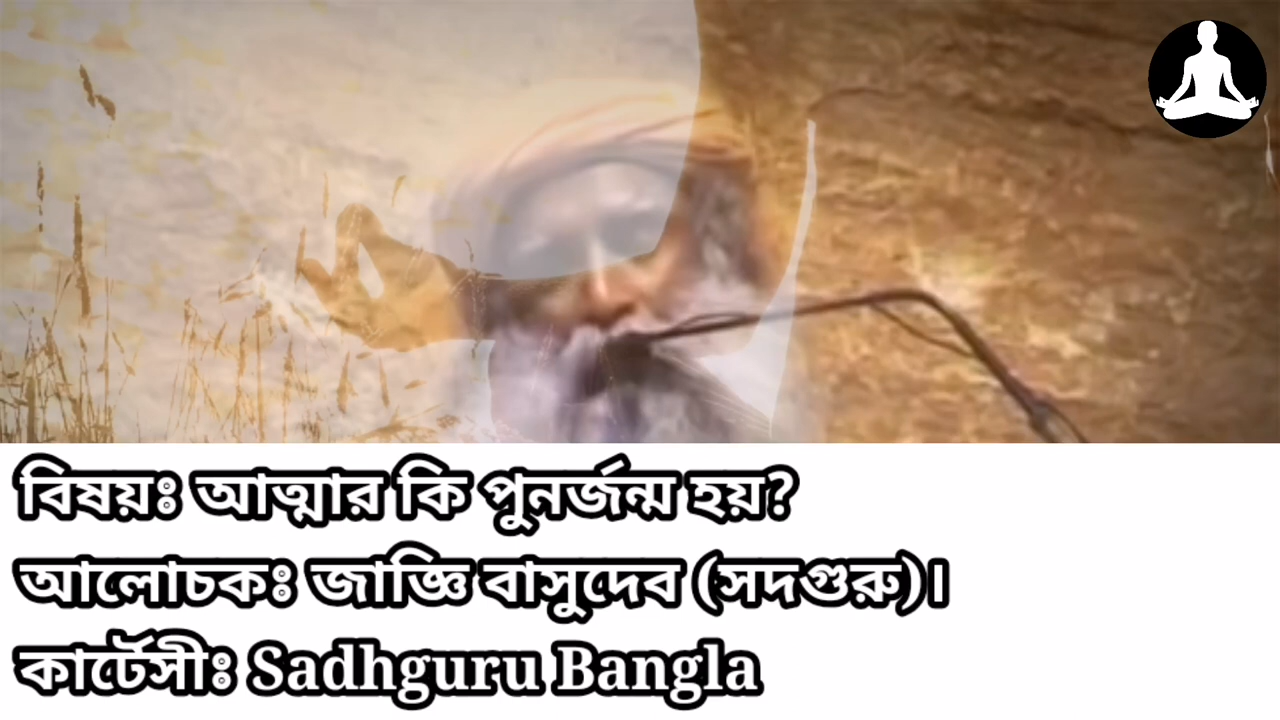 বিষয়ঃ আত্মার কি পুনর্জন্ম হয়?
আলোচকঃ জাজ্ঞি বাসুদেব (সদগুরু)।
কার্টেসীঃ Sadhguru Bangla